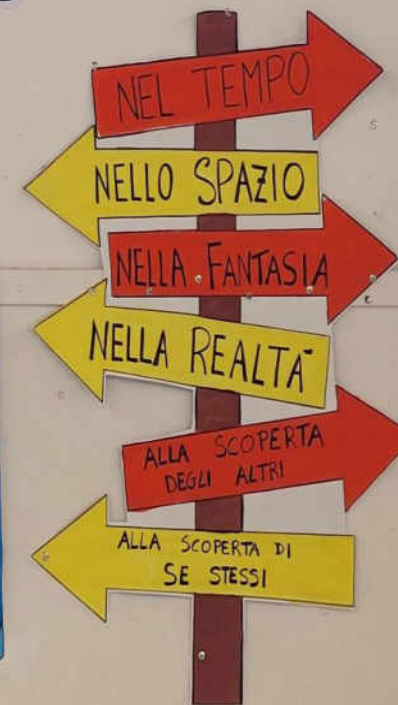 NEL TEMPO
NELLO SPAZIO
NELLA FANTASIA
NELLA REALTÀ
ALLA SCOPERTA
DEGLI ALTRI
ALLA SCOPERTA DI
SE STESSI